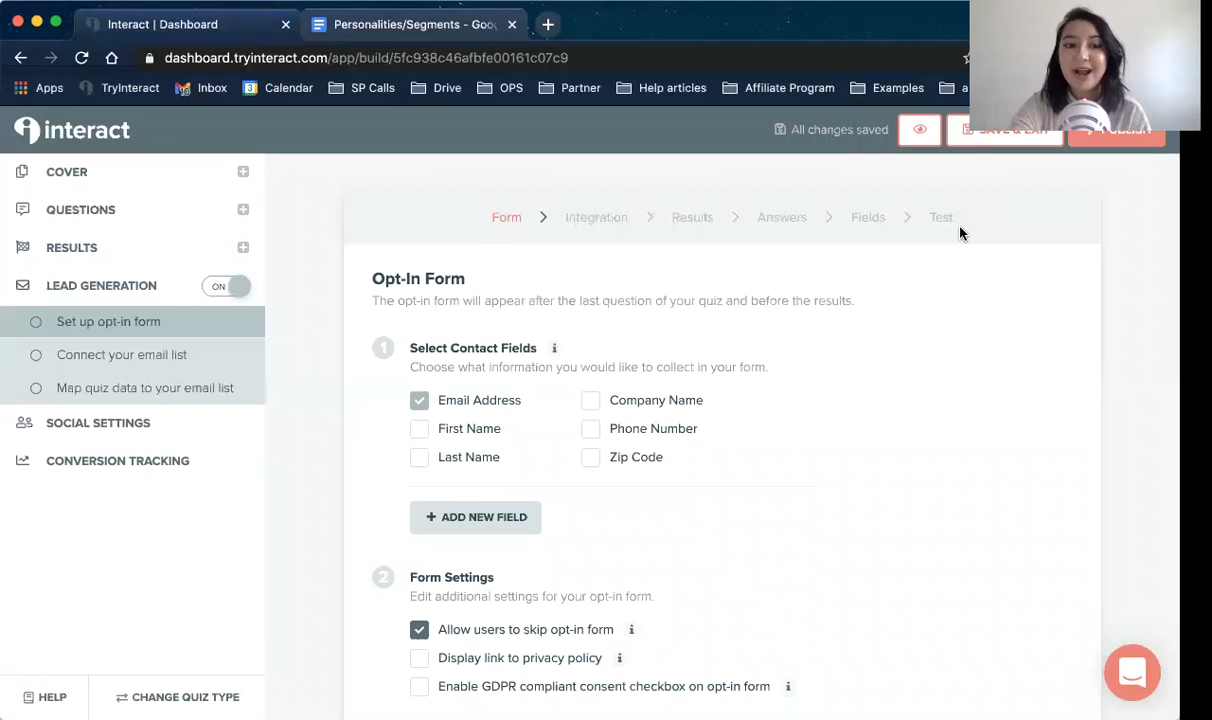 Interact | Dashboard
Personalities/Segments - Goo
dashboard.tryinteract.com/app/build/5fc938c46afbfe00161c07c9
Apps TryInteract Inbox Calendar SP Calls Drive OPS Partner Help articles Affiliate Program Examples a
interact
All changes saved
SAVE & EXIT
PUBLISH
COVER
QUESTIONS
RESULTS
LEAD GENERATION ON
Set up opt-in form
Connect your email list
Map quiz data to your email list
SOCIAL SETTINGS
CONVERSION TRACKING
HELP
CHANGE QUIZ TYPE
Form > Integration > Results > Answers > Fields > Test
Opt-In Form
The opt-in form will appear after the last question of your quiz and before the results.
1 Select Contact Fields i
Choose what information you would like to collect in your form.
Email Address Company Name
First Name Phone Number
Last Name Zip Code
+ ADD NEW FIELD
2 Form Settings
Edit additional settings for your opt-in form.
Allow users to skip opt-in form i
Display link to privacy policy i
Enable GDPR compliant consent checkbox on opt-in form i